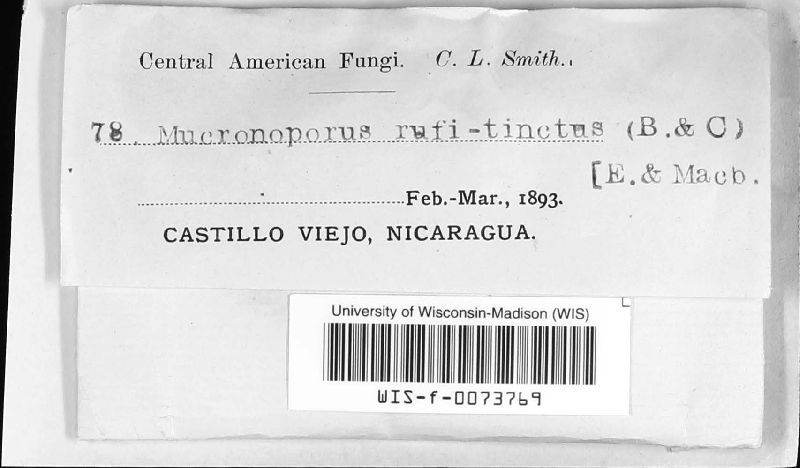 Central American Fungi. C. L. Smith.
78. Mucronoporus rufi-tinctus (B.& C)
[E.& Macb.
Feb.-Mar., 1893.
CASTILLO VIEJO, NICARAGUA.
University of Wisconsin-Madison (WIS)
WIS-f-0073769